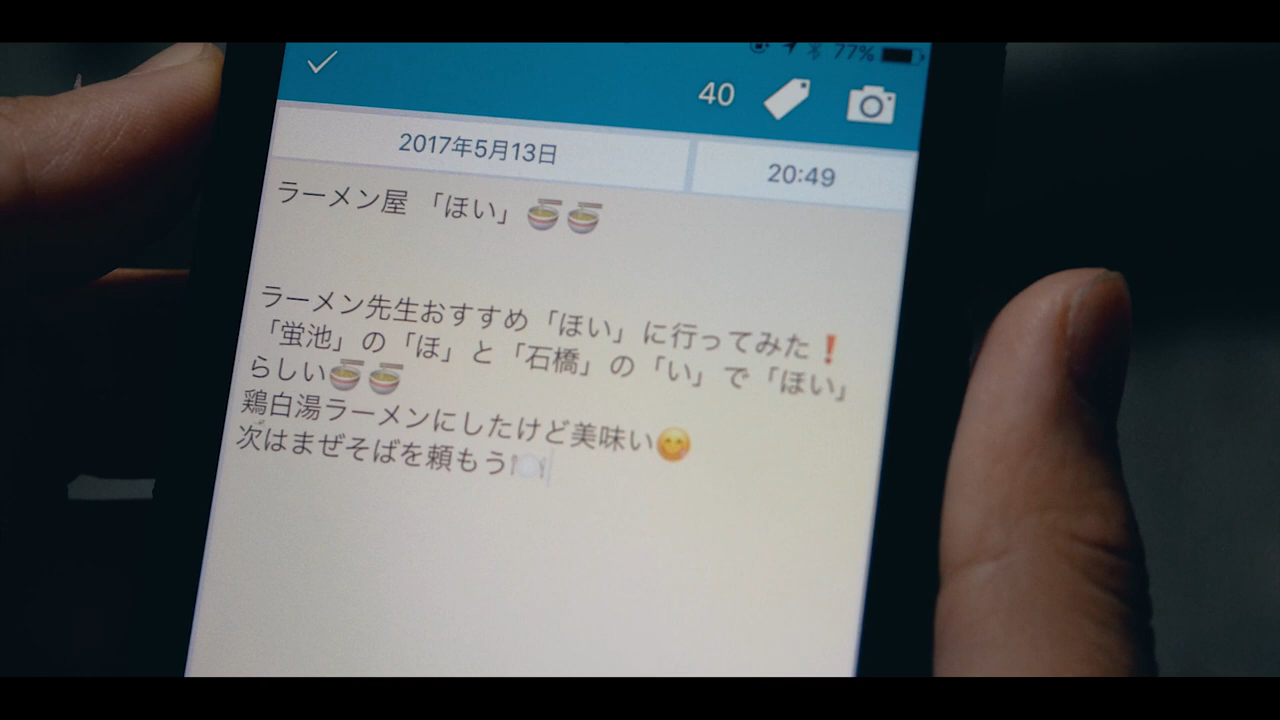 77%
40
2017年5月13日 20:49
ラーメン屋 「ほい」🍜🍜
ラーメン先生おすすめ「ほい」に行ってみた❗
「蛍池」の「ほ」と「石橋」の「い」で「ほい」
らしい🍜🍜
鶏白湯ラーメンにしたけど美味い😋
次はまぜそばを頼もう🍽